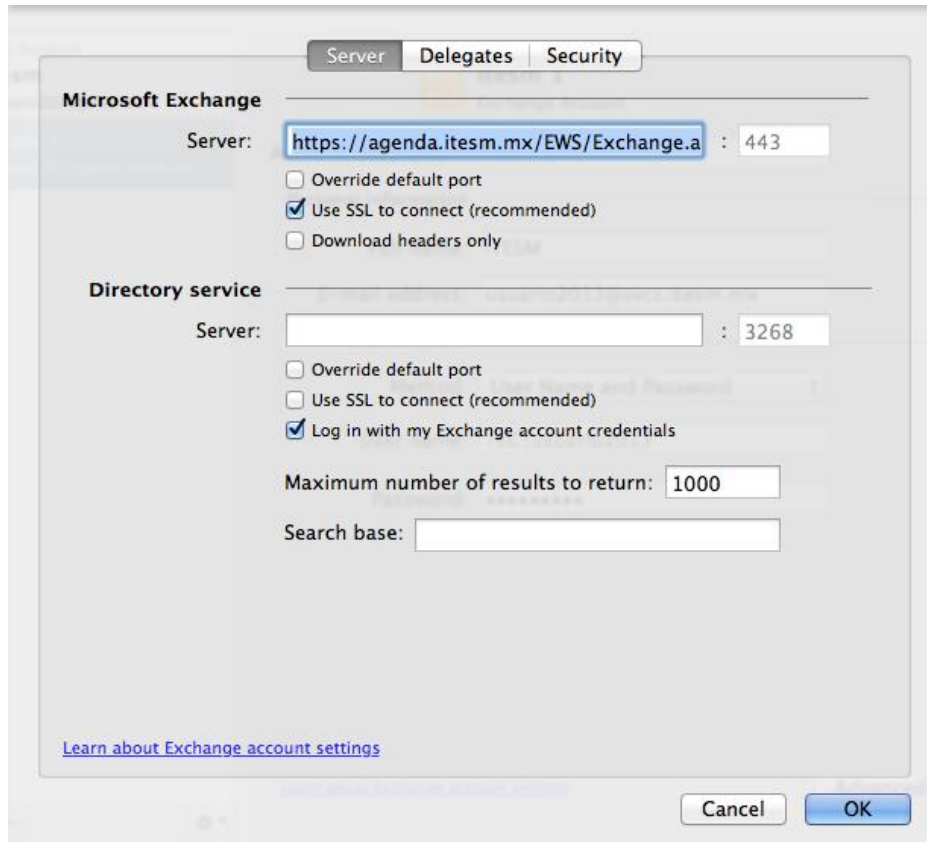 Server Delegates Security
Microsoft Exchange
Server: https://agenda.itesm.mx/EWS/Exchange.a : 443
Override default port
Use SSL to connect (recommended)
Download headers only
Directory service
Server: : 3268
Override default port
Use SSL to connect (recommended)
Log in with my Exchange account credentials
Maximum number of results to return: 1000
Search base:
Learn about Exchange account settings
Cancel OK